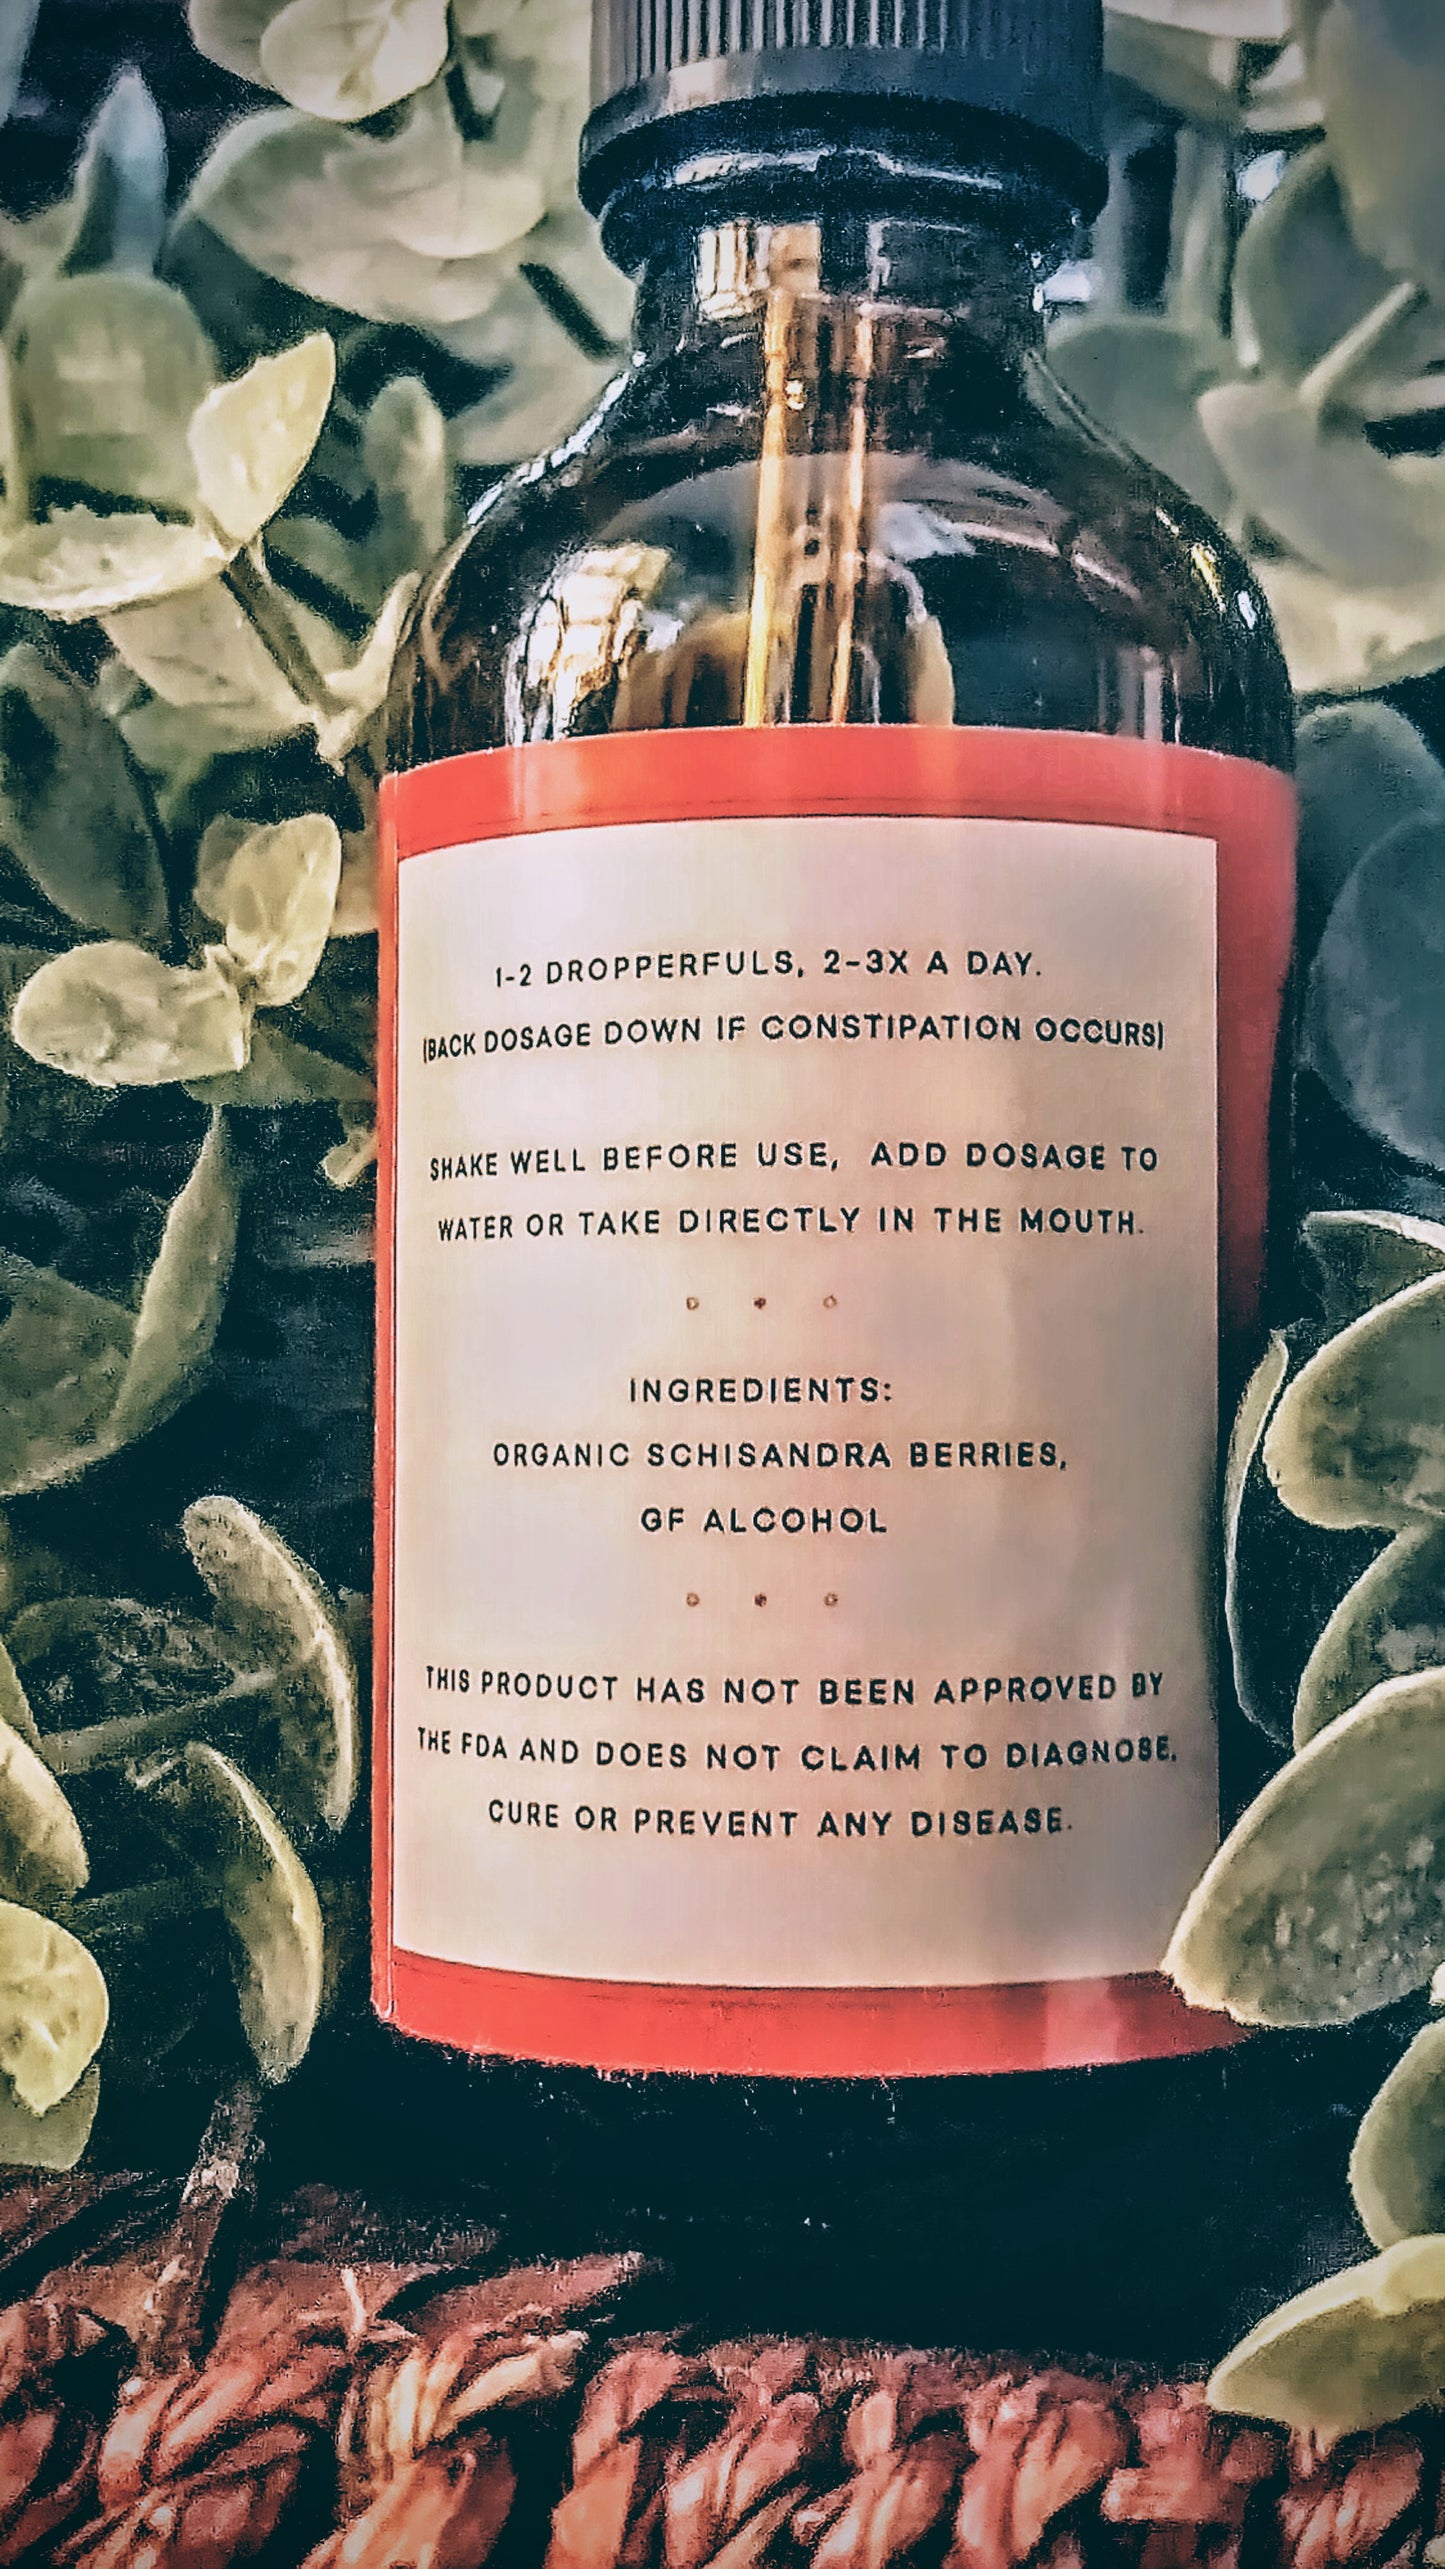 1-2 DROPPERFULS, 2-3X A DAY.
(BACK DOSAGE DOWN IF CONSTIPATION OCCURS)
SHAKE WELL BEFORE USE, ADD DOSAGE TO
WATER OR TAKE DIRECTLY IN THE MOUTH.
INGREDIENTS:
ORGANIC SCHISANDRA BERRIES,
GF ALCOHOL
THIS PRODUCT HAS NOT BEEN APPROVED BY
THE FDA AND DOES NOT CLAIM TO DIAGNOSE,
CURE OR PREVENT ANY DISEASE.